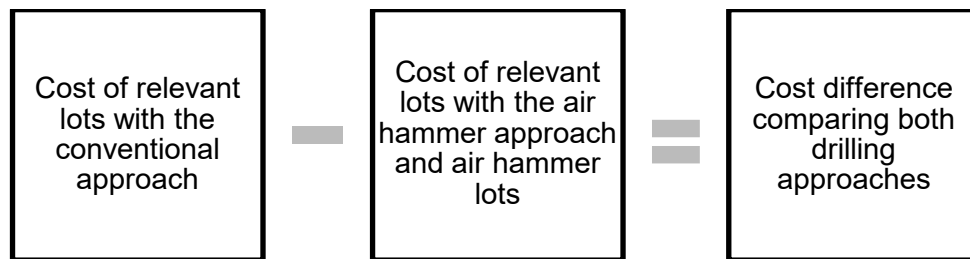 Cost of relevant
lots with the
conventional
approach
Cost of relevant
lots with the air
hammer approach
and air hammer
lots
Cost difference
comparing both
drilling
approaches